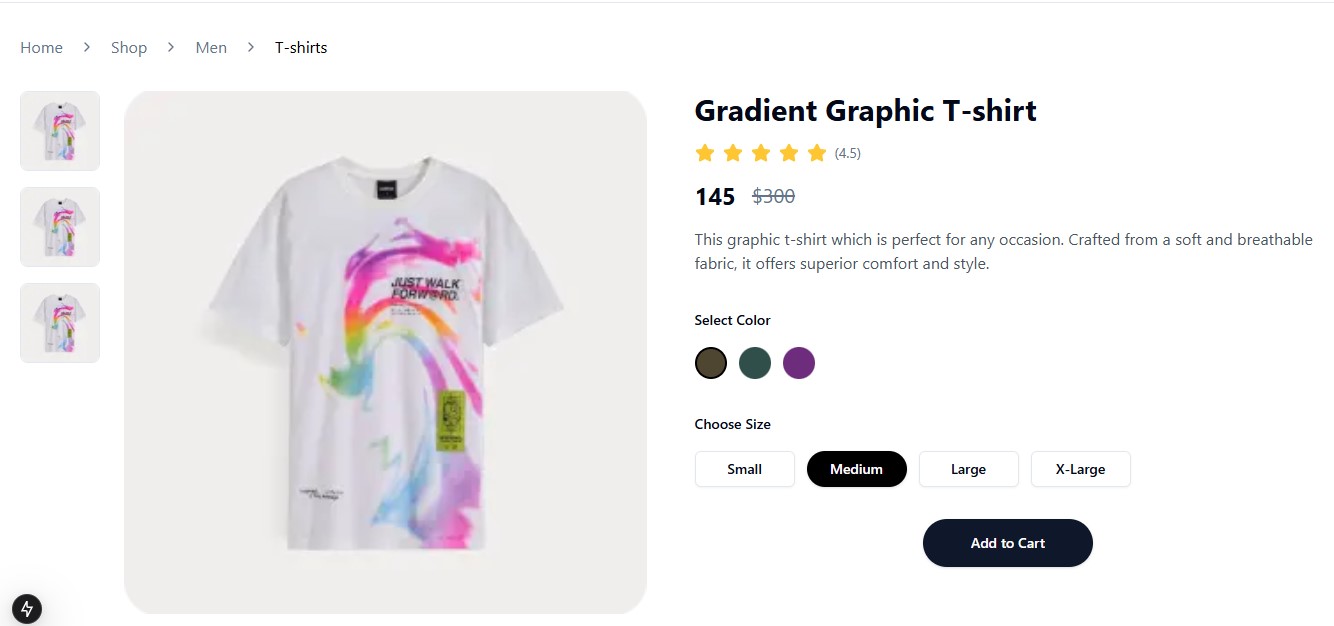 Home
Shop
Men
T-shirts
Gradient Graphic T-shirt
(4.5)
145 $300
This graphic t-shirt which is perfect for any occasion. Crafted from a soft and breathable
fabric, it offers superior comfort and style.
JUST WALK
FORW@RD.
Select Color
Choose Size
Small
Medium
Large
X-Large
Add to Cart